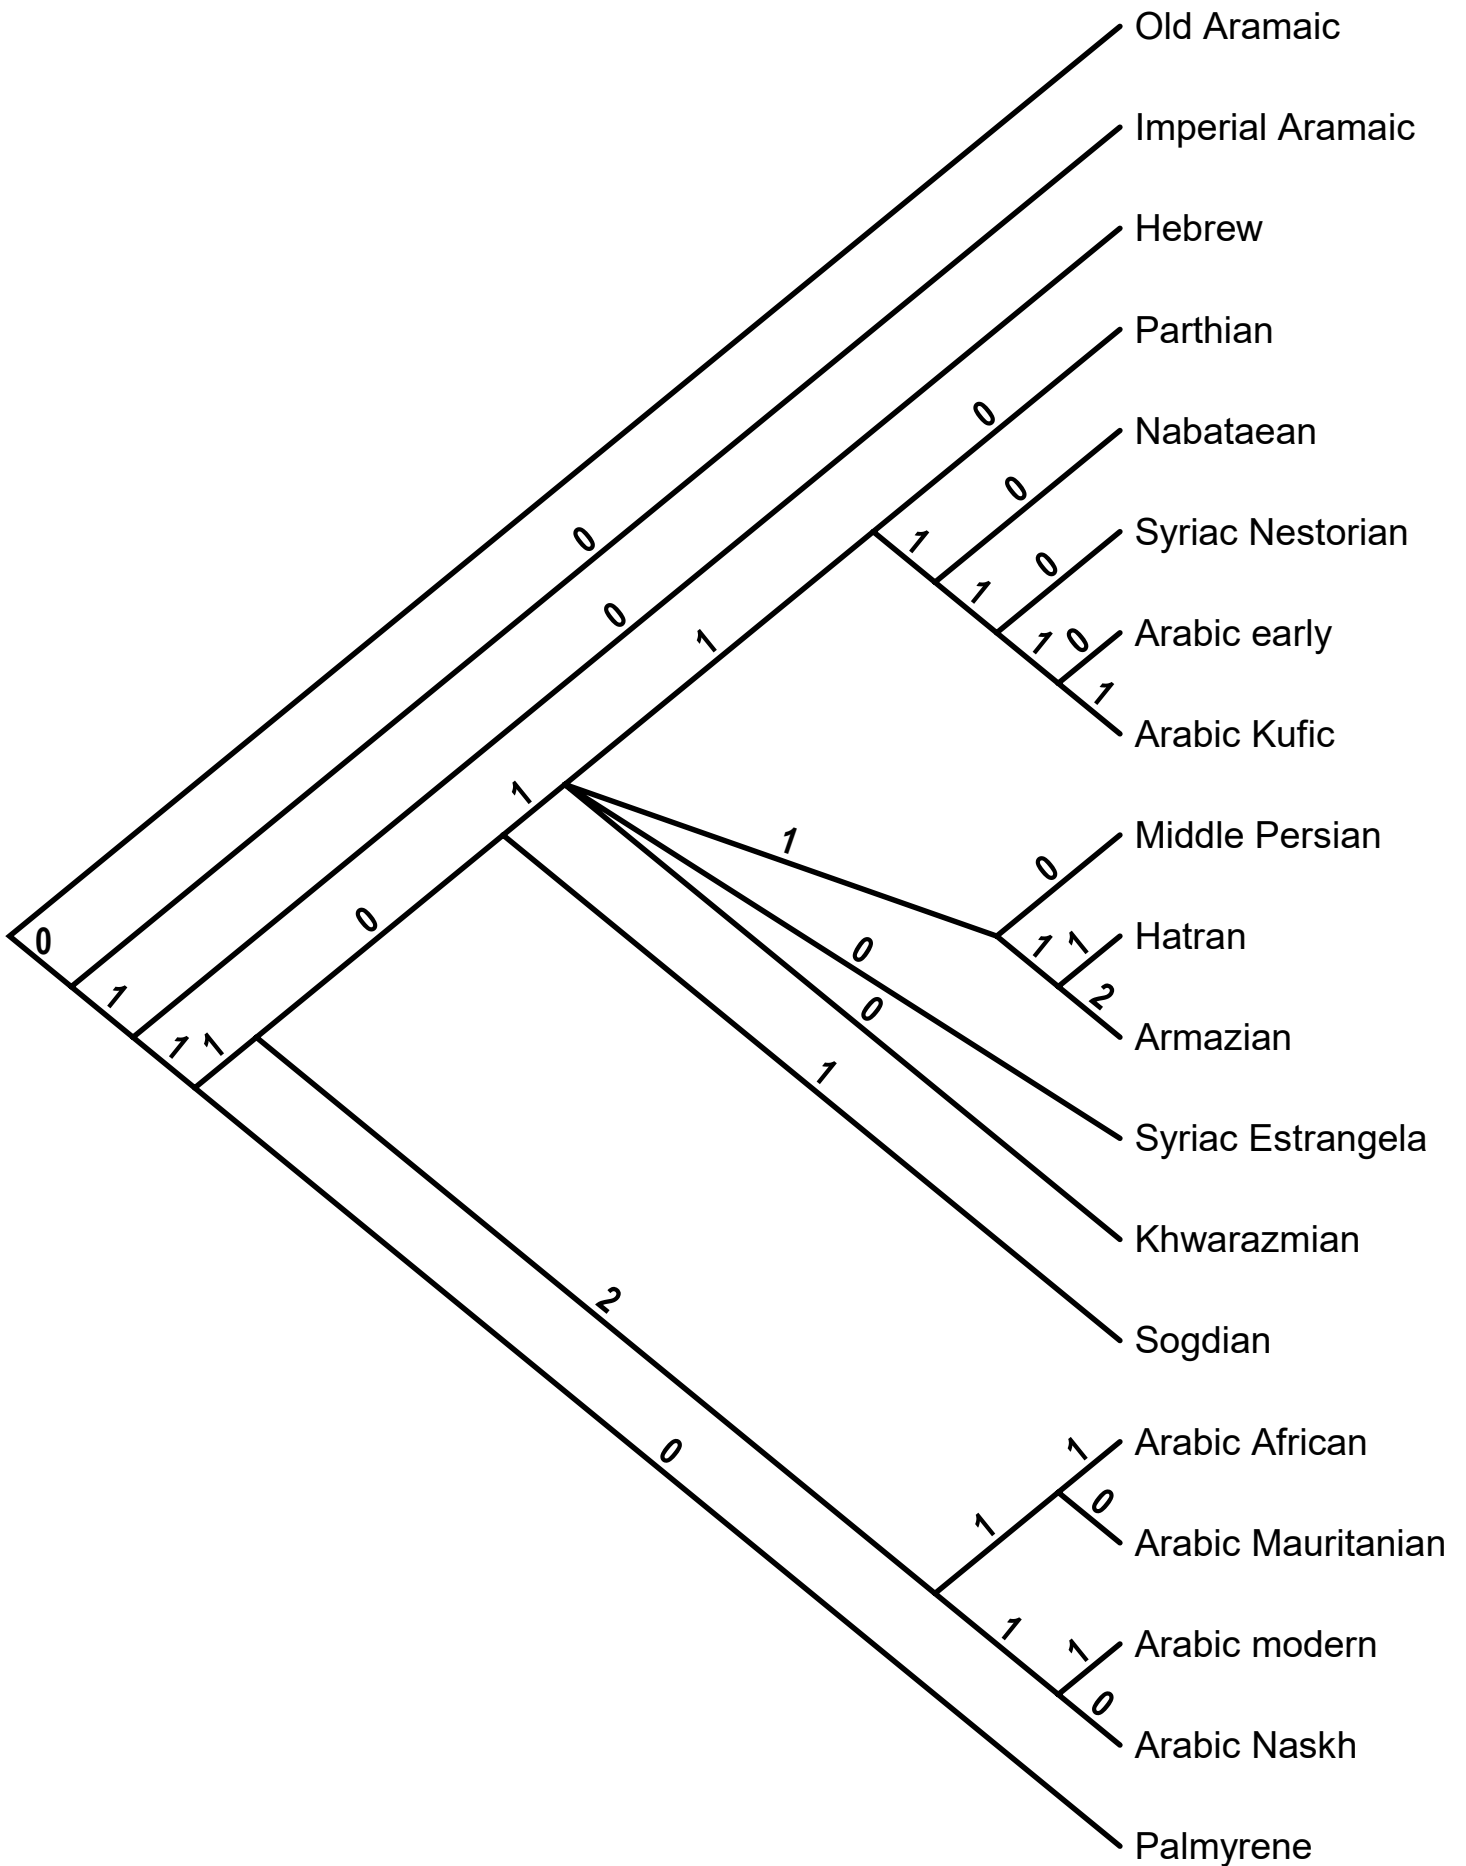 Old Aramaic
Imperial Aramaic
Hebrew
Parthian
0
Nabataean
0
Syriac Nestorian
0
1
0
1
0
Arabic early
0
1
1
0
1
Arabic Kufic
1
Middle Persian
1
0
0
Hatran
0
1
1
0
2
1
0
Armazian
1
1
1
Syriac Estrangela
Khwarazmian
2
Sogdian
1
Arabic African
0
0
1
Arabic Mauritanian
1
1
Arabic modern
0
Arabic Naskh
Palmyrene